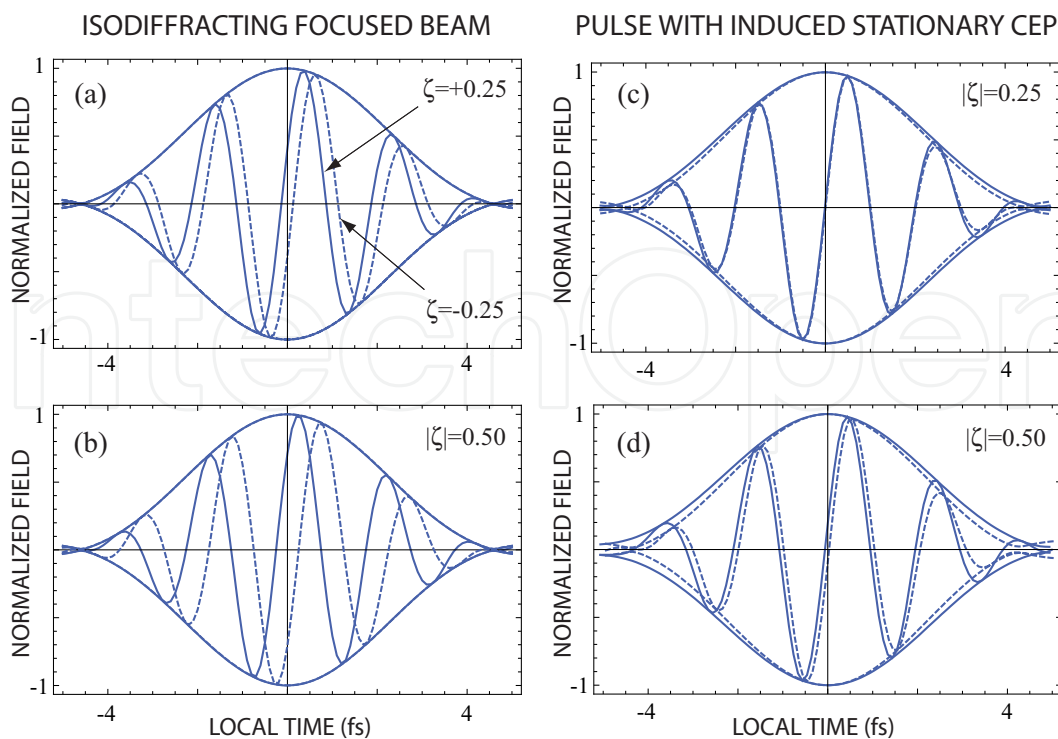 ISODIFFRACTING FOCUSED BEAM
PULSE WITH INDUCED STATIONARY CEP
1
(a)
ζ=+0.25
ζ=-0.25
NORMALIZED FIELD
-1
-4
4
(c)
|ζ|=0.25
1
NORMALIZED FIELD
-1
-4
4
1
(b)
|ζ|=0.50
NORMALIZED FIELD
-1
-4
4
LOCAL TIME (fs)
1
(d)
|ζ|=0.50
NORMALIZED FIELD
-1
-4
4
LOCAL TIME (fs)
ntechOpen